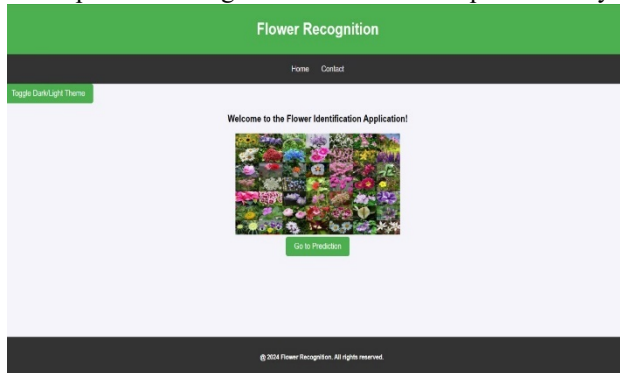 Flower Recognition
Home Contact
Toggle Dark/Light Theme
Welcome to the Flower Identification Application!
Go to Prediction
@ 2024 Flower Recognition. All rights reserved.